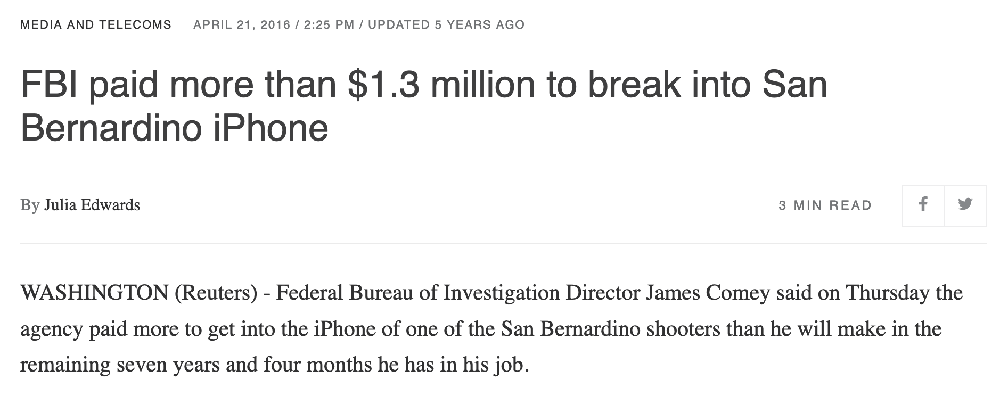 MEDIA AND TELECOMS APRIL 21, 2016 / 2:25 PM / UPDATED 5 YEARS AGO
FBI paid more than $1.3 million to break into San
Bernardino iPhone
By Julia Edwards 3 MIN READ
WASHINGTON (Reuters) - Federal Bureau of Investigation Director James Comey said on Thursday the
agency paid more to get into the iPhone of one of the San Bernardino shooters than he will make in the
remaining seven years and four months he has in his job.